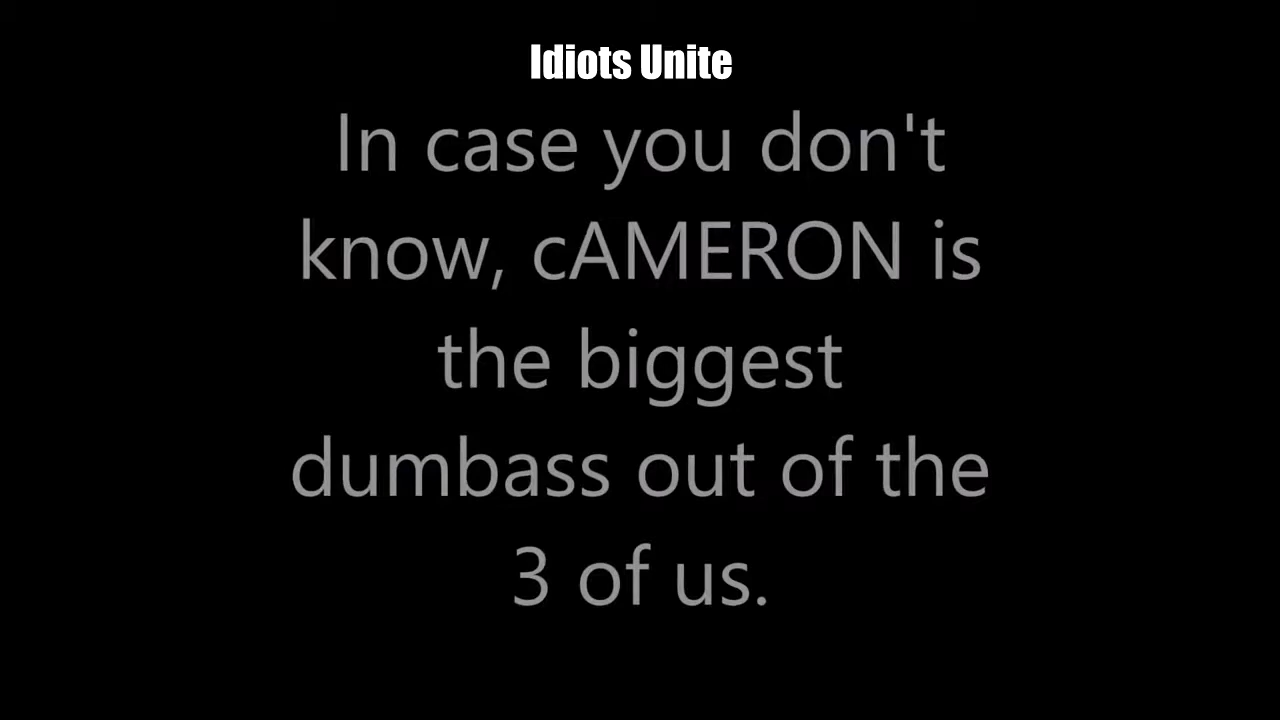 Idiots Unite
In case you don't
know, cAMERON is
the biggest
dumbass out of the
3 of us.